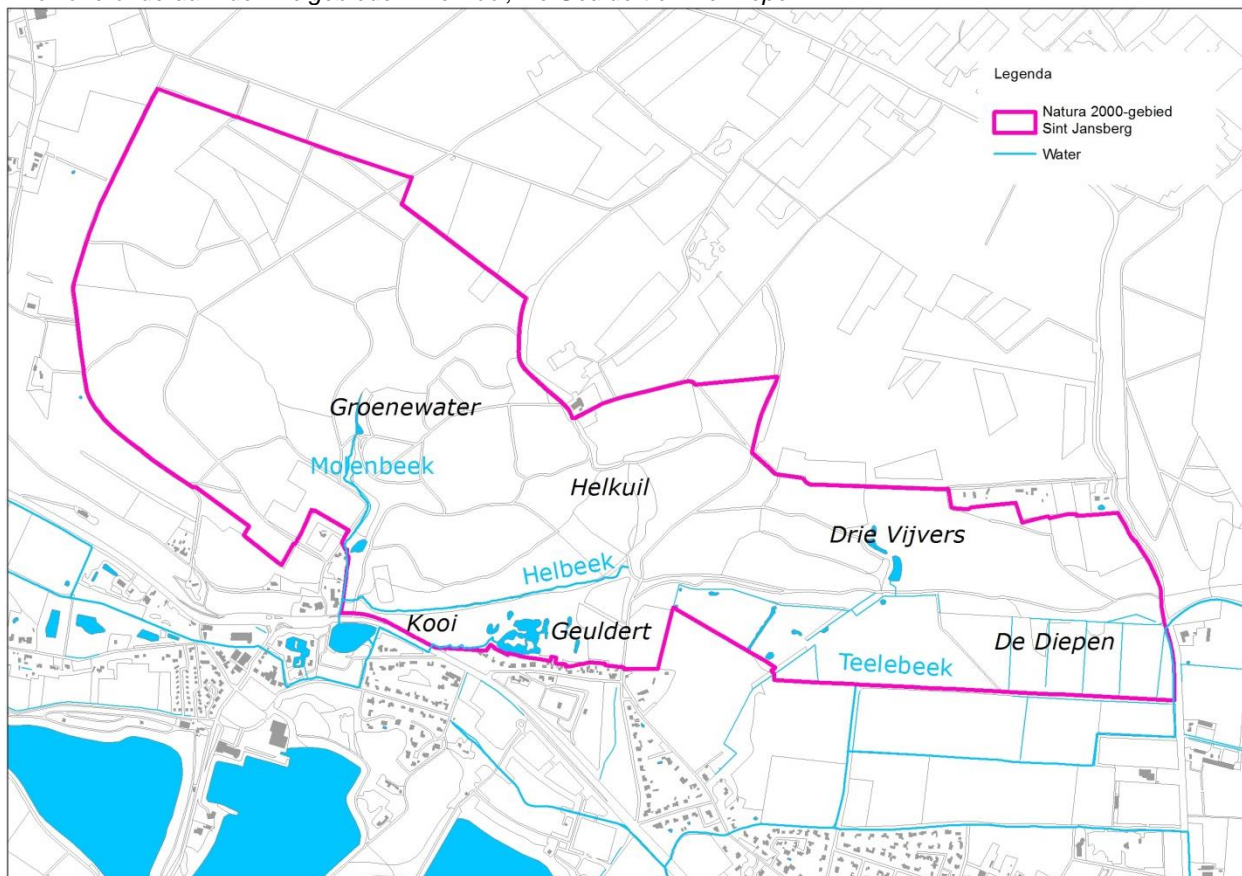 Legenda
Natura 2000-gebied
Sint Jansberg
Water
Groenewater
Molenbeek
Helkuil
Drie Vijvers
Helbeek
Kooi
Geuldert
De Diepen
Teelebeek